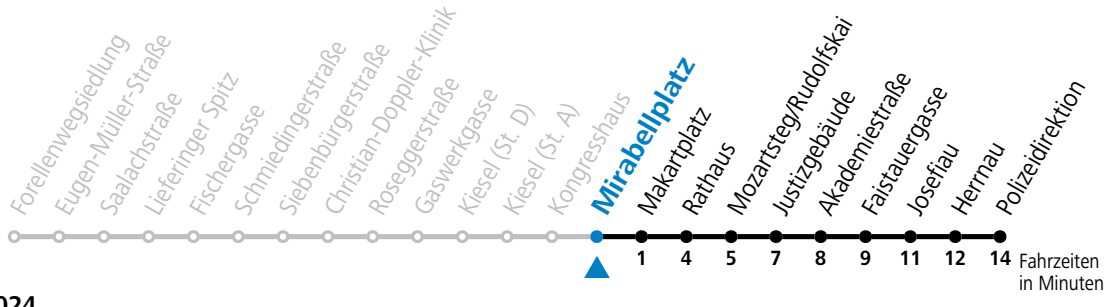 Forellenwegsiedlung
Eugen-Müller-Straße
Saalachstraße
Lieferinger Spitz
Fischergasse
Schmiedingerstraße
Siebenbürgerstraße
Christian-Doppler-Klinik
Roseggerstraße
Gaswerkgasse
Kiesel (St. D)
Kiesel (St. A)
Kongresshaus
Mirabellplatz
Makartplatz
Rathaus
Mozartsteg/Rudolfskai
Justizgebäude
Akademiestraße
Faistauergasse
Josefiau
Herrnau
Polizeidirektion
1 4 5 7 8 9 11 12 14 Fahrzeiten
in Minuten